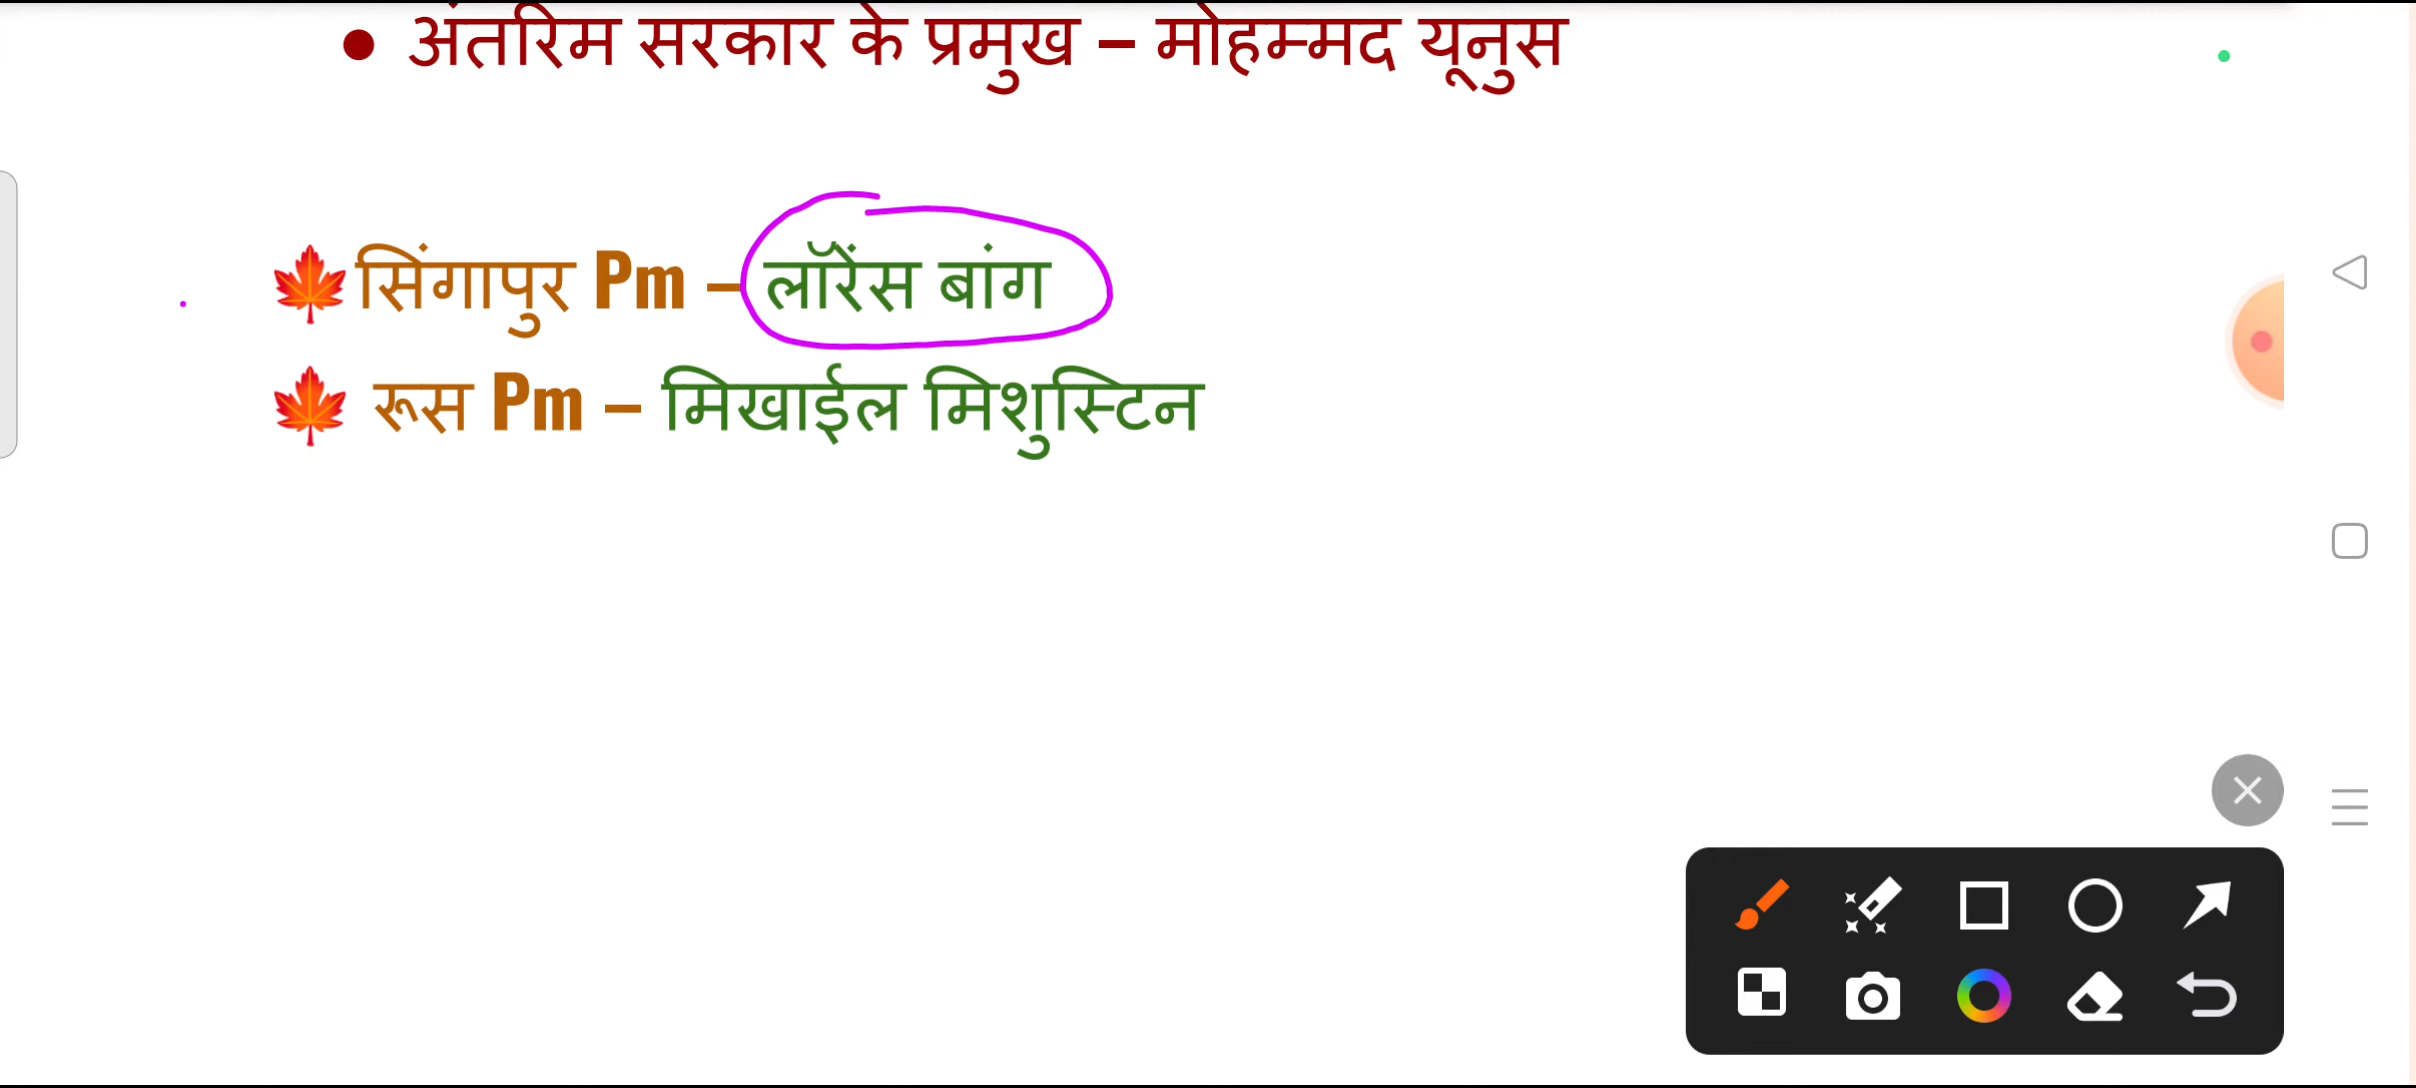 • अंतरिम सरकार के प्रमुख – मोहम्मद यूनुस
🍁सिंगापुर Pm – लॉरेंस बांग
🍁 रूस Pm – मिखाईल मिशुस्टिन